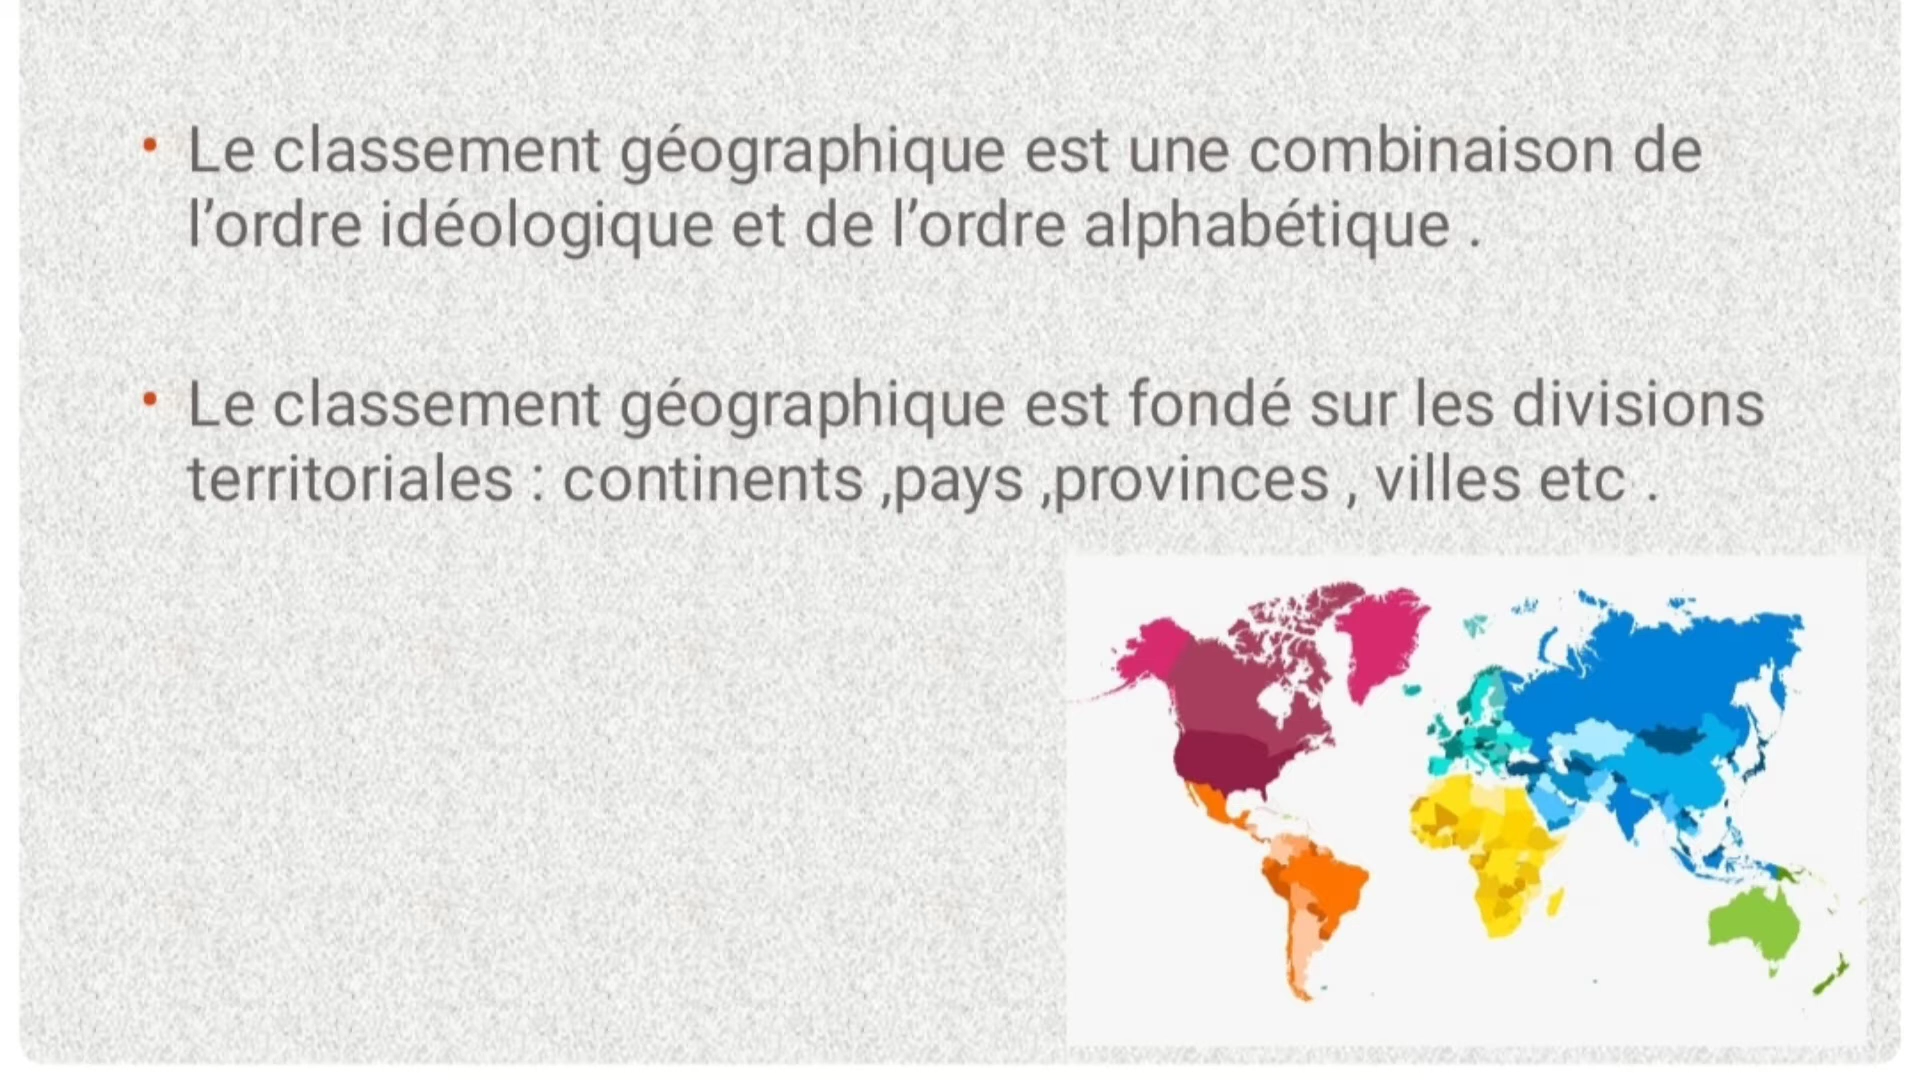 • Le classement géographique est une combinaison de
l’ordre idéologique et de l’ordre alphabétique .
• Le classement géographique est fondé sur les divisions
territoriales : continents ,pays ,provinces , villes etc .